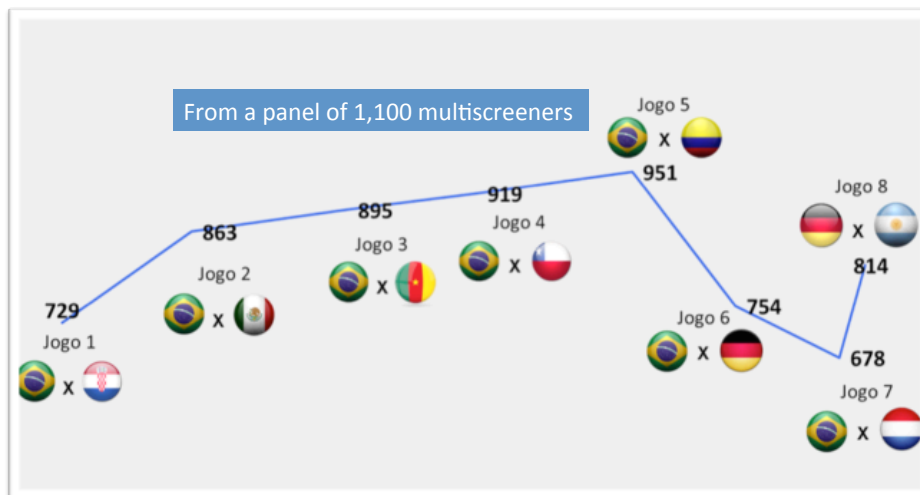 From a panel of 1,100 multiscreeners
Jogo 5
X
951
Jogo 8
X
814
919
Jogo 4
X
895
Jogo 3
X
863
Jogo 2
X
729
Jogo 1
X
754
Jogo 6
X
678
Jogo 7
X